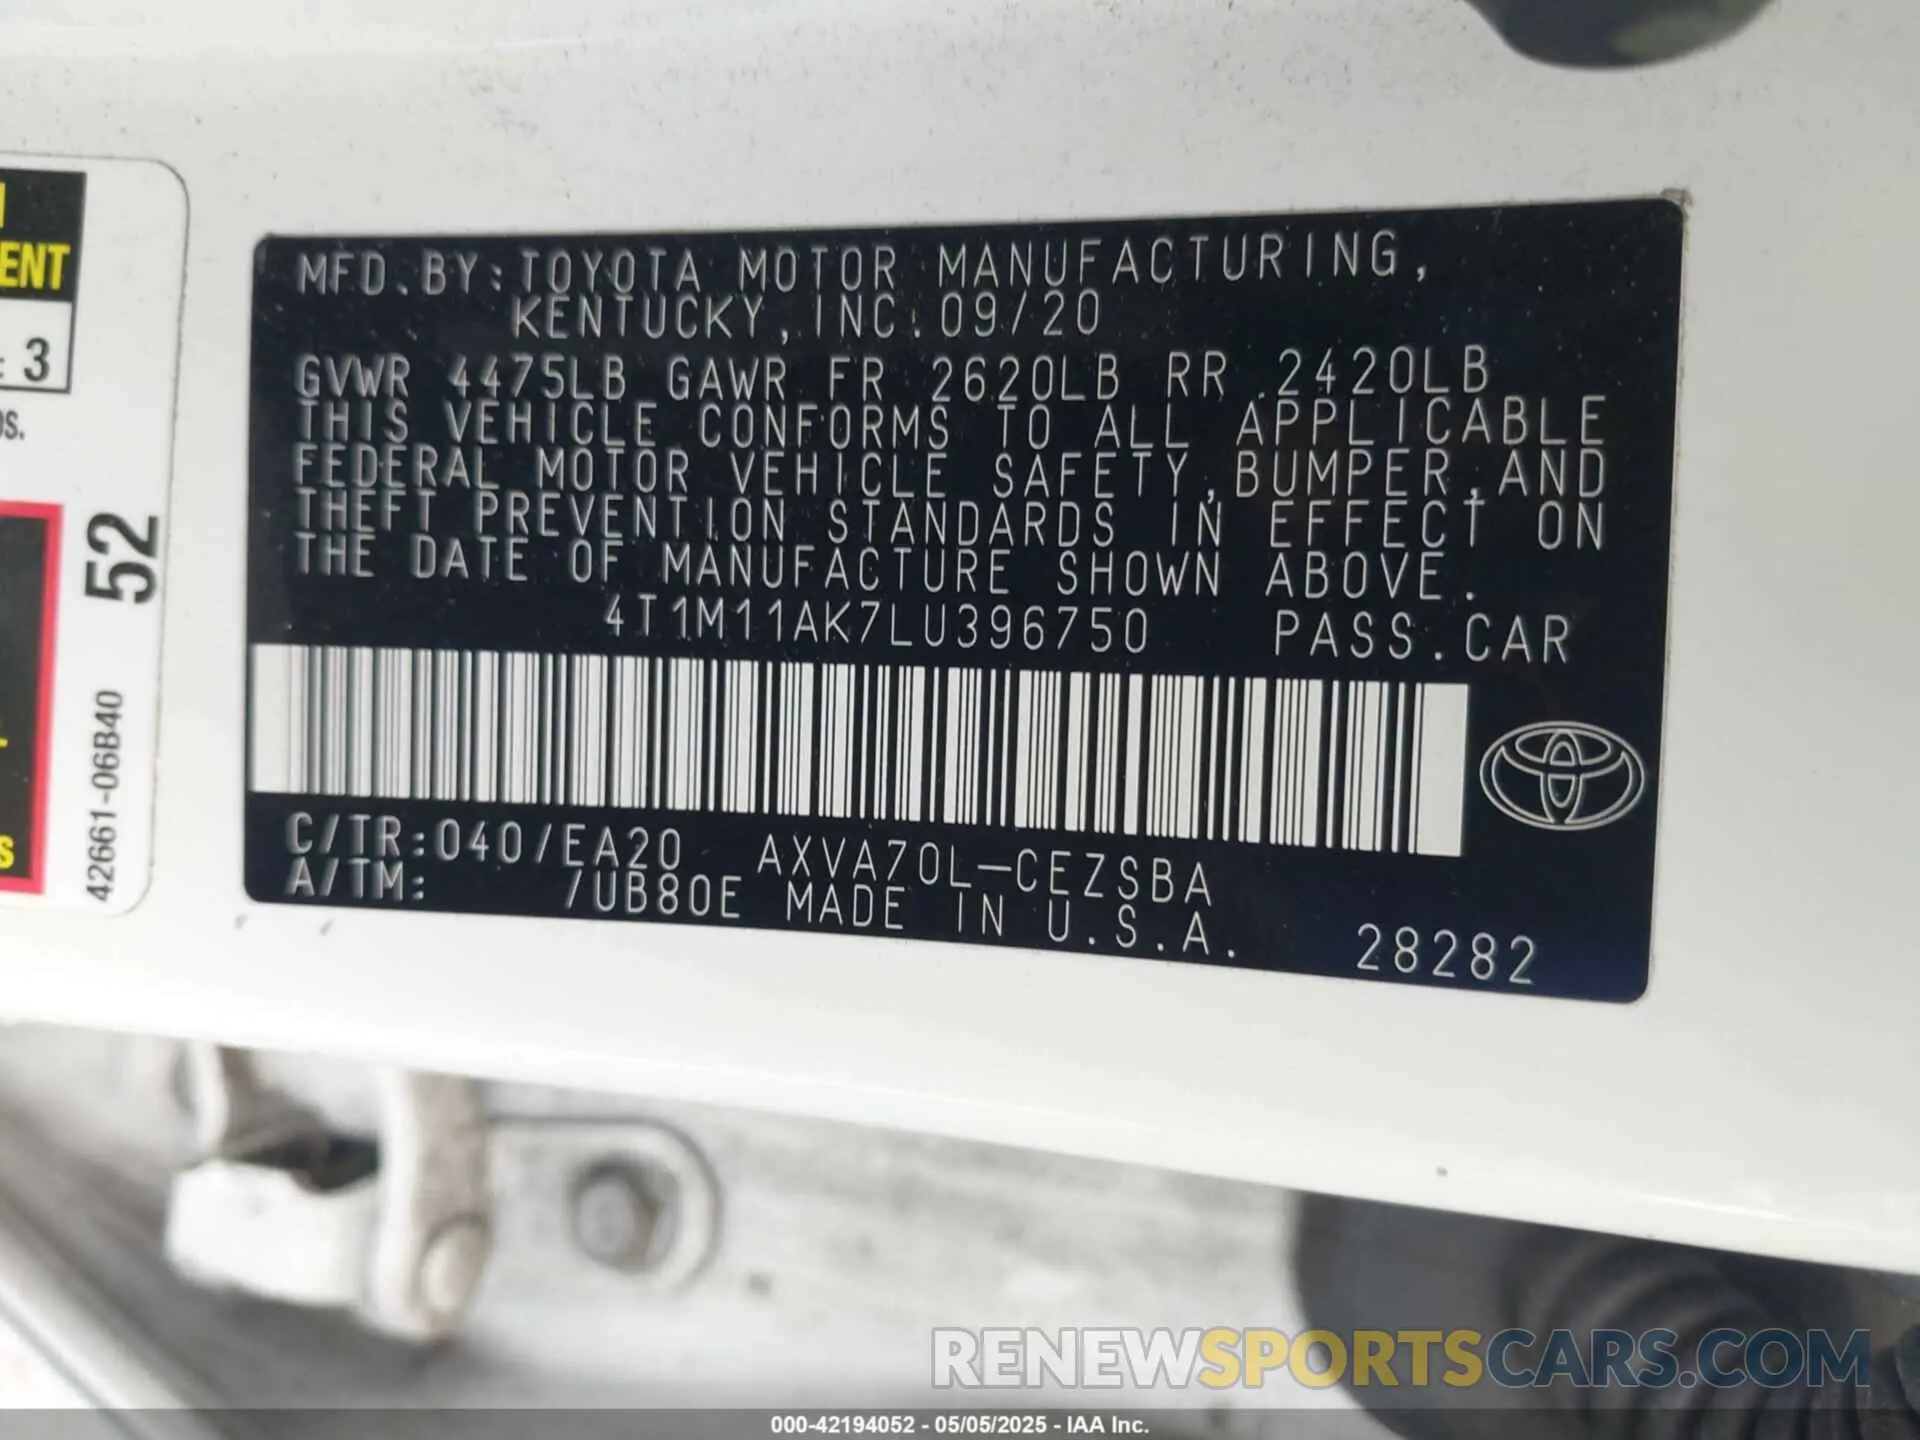 ENT
: 3
52
42661-06B40
MFD. BY: TOYOTA MOTOR MANUFACTURING,
KENTUCKY, INC. 09/20
GVWR 4475LB GAWR FR 2620LB RR 2420LB
THIS VEHICLE CONFORMS TO ALL APPLICABLE
FEDERAL MOTOR VEHICLE SAFETY, BUMPER, AND
THEFT PREVENTION STANDARDS IN EFFECT ON
THE DATE OF MANUFACTURE SHOWN ABOVE.
4T1M11AK7LU396750 PASS. CAR
C/TR: 040/EA20 AXVA70L-CEZSBA
A/TM: /UB80E MADE IN U.S.A. 28282
RENEWSPORTSCARS.COM
000-42194052 - 05/05/2025 - IAA Inc.